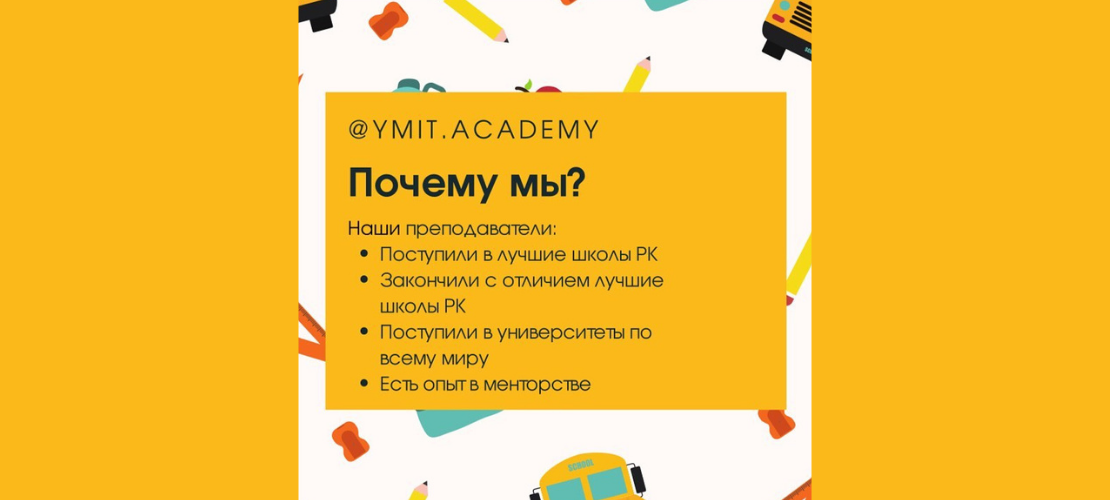 @YMIT.ACADEMY
Почему мы?
Наши преподаватели:
• Поступили в лучшие школы РК
• Закончили с отличием лучшие
школы РК
• Поступили в университеты по
всему миру
• Есть опыт в менторстве
SCHOOL